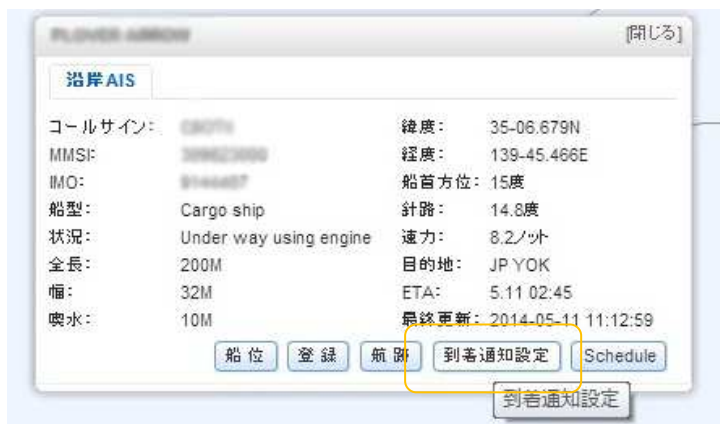 [閉じる]
沿岸AIS
コールサイン: 緯度: 35-06.679N
MMSI: 経度: 139-45.466E
IMO: 船首方位: 15度
船型: Cargo ship 針路: 14.8度
状況: Under way using engine 速力: 8.2ノット
全長: 200M 目的地: JP YOK
幅: 32M ETA: 5.11 02:45
喫水: 10M 最終更新: 2014-05-11 11:12:59
船位 登録 航跡 到着通知設定 Schedule
到着通知設定